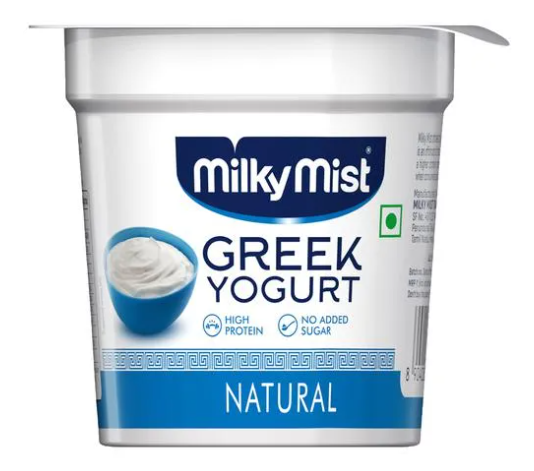 Milky Mist®
GREEK
YOGURT
HIGH
PROTEIN
NO ADDED
SUGAR
NATURAL